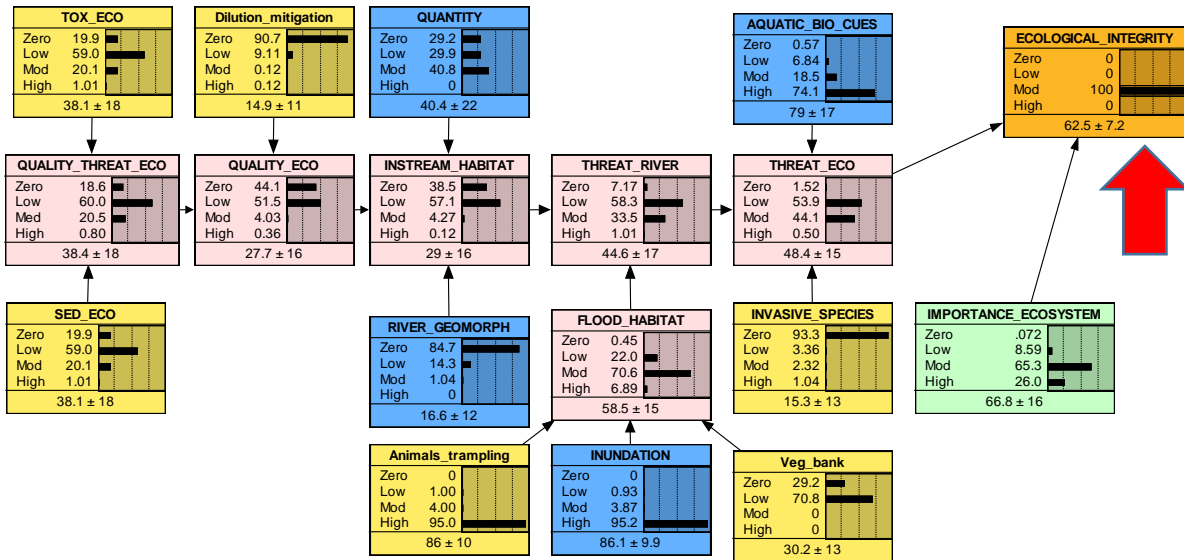 TOX_ECO
Zero 19.9
Low 59.0
Mod 20.1
High 1.01
38.1 ± 18
Dilution_mitigation
Zero 90.7
Low 9.11
Mod 0.12
High 0.12
14.9 ± 11
QUANTITY
Zero 29.2
Low 29.9
Mod 40.8
High 0
40.4 ± 22
AQUATIC_BIO_CUES
Zero 0.57
Low 6.84
Mod 18.5
High 74.1
79 ± 17
ECOLOGICAL_INTEGRITY
Zero 0
Low 0
Mod 100
High 0
62.5 ± 7.2
QUALITY_THREAT_ECO
Zero 18.6
Low 60.0
Med 20.5
High 0.80
38.4 ± 18
QUALITY_ECO
Zero 44.1
Low 51.5
Mod 4.03
High 0.36
27.7 ± 16
INSTREAM_HABITAT
Zero 38.5
Low 57.1
Mod 4.27
High 0.12
29 ± 16
THREAT_RIVER
Zero 7.17
Low 58.3
Mod 33.5
High 1.01
44.6 ± 17
THREAT_ECO
Zero 1.52
Low 53.9
Mod 44.1
High 0.50
48.4 ± 15
SED_ECO
Zero 19.9
Low 59.0
Mod 20.1
High 1.01
38.1 ± 18
RIVER_GEOMORPH
Zero 84.7
Low 14.3
Mod 1.04
High 0
16.6 ± 12
FLOOD_HABITAT
Zero 0.45
Low 22.0
Mod 70.6
High 6.89
58.5 ± 15
INVASIVE_SPECIES
Zero 93.3
Low 3.36
Mod 2.32
High 1.04
15.3 ± 13
IMPORTANCE_ECOSYSTEM
Zero .072
Low 8.59
Mod 65.3
High 26.0
66.8 ± 16
Animals_trampling
Zero 0
Low 1.00
Mod 4.00
High 95.0
86 ± 10
INUNDATION
Zero 0
Low 0.93
Mod 3.87
High 95.2
86.1 ± 9.9
Veg_bank
Zero 29.2
Low 70.8
Mod 0
High 0
30.2 ± 13